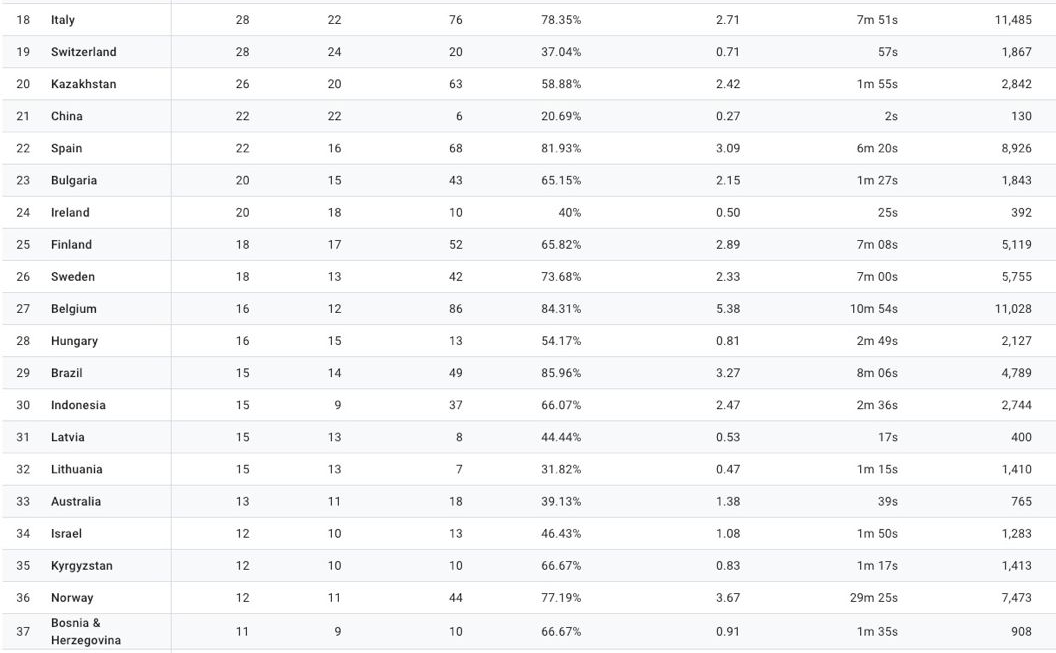 18 Italy 28 22 76 78.35% 2.71 7m 51s 11,485
19 Switzerland 28 24 20 37.04% 0.71 57s 1,867
20 Kazakhstan 26 20 63 58.88% 2.42 1m 55s 2,842
21 China 22 22 6 20.69% 0.27 2s 130
22 Spain 22 16 68 81.93% 3.09 6m 20s 8,926
23 Bulgaria 20 15 43 65.15% 2.15 1m 27s 1,843
24 Ireland 20 18 10 40% 0.50 25s 392
25 Finland 18 17 52 65.82% 2.89 7m 08s 5,119
26 Sweden 18 13 42 73.68% 2.33 7m 00s 5,755
27 Belgium 16 12 86 84.31% 5.38 10m 54s 11,028
28 Hungary 16 15 13 54.17% 0.81 2m 49s 2,127
29 Brazil 15 14 49 85.96% 3.27 8m 06s 4,789
30 Indonesia 15 9 37 66.07% 2.47 2m 36s 2,744
31 Latvia 15 13 8 44.44% 0.53 17s 400
32 Lithuania 15 13 7 31.82% 0.47 1m 15s 1,410
33 Australia 13 11 18 39.13% 1.38 39s 765
34 Israel 12 10 13 46.43% 1.08 1m 50s 1,283
35 Kyrgyzstan 12 10 10 66.67% 0.83 1m 17s 1,413
36 Norway 12 11 44 77.19% 3.67 29m 25s 7,473
37 Bosnia &
Herzegovina 11 9 10 66.67% 0.91 1m 35s 908